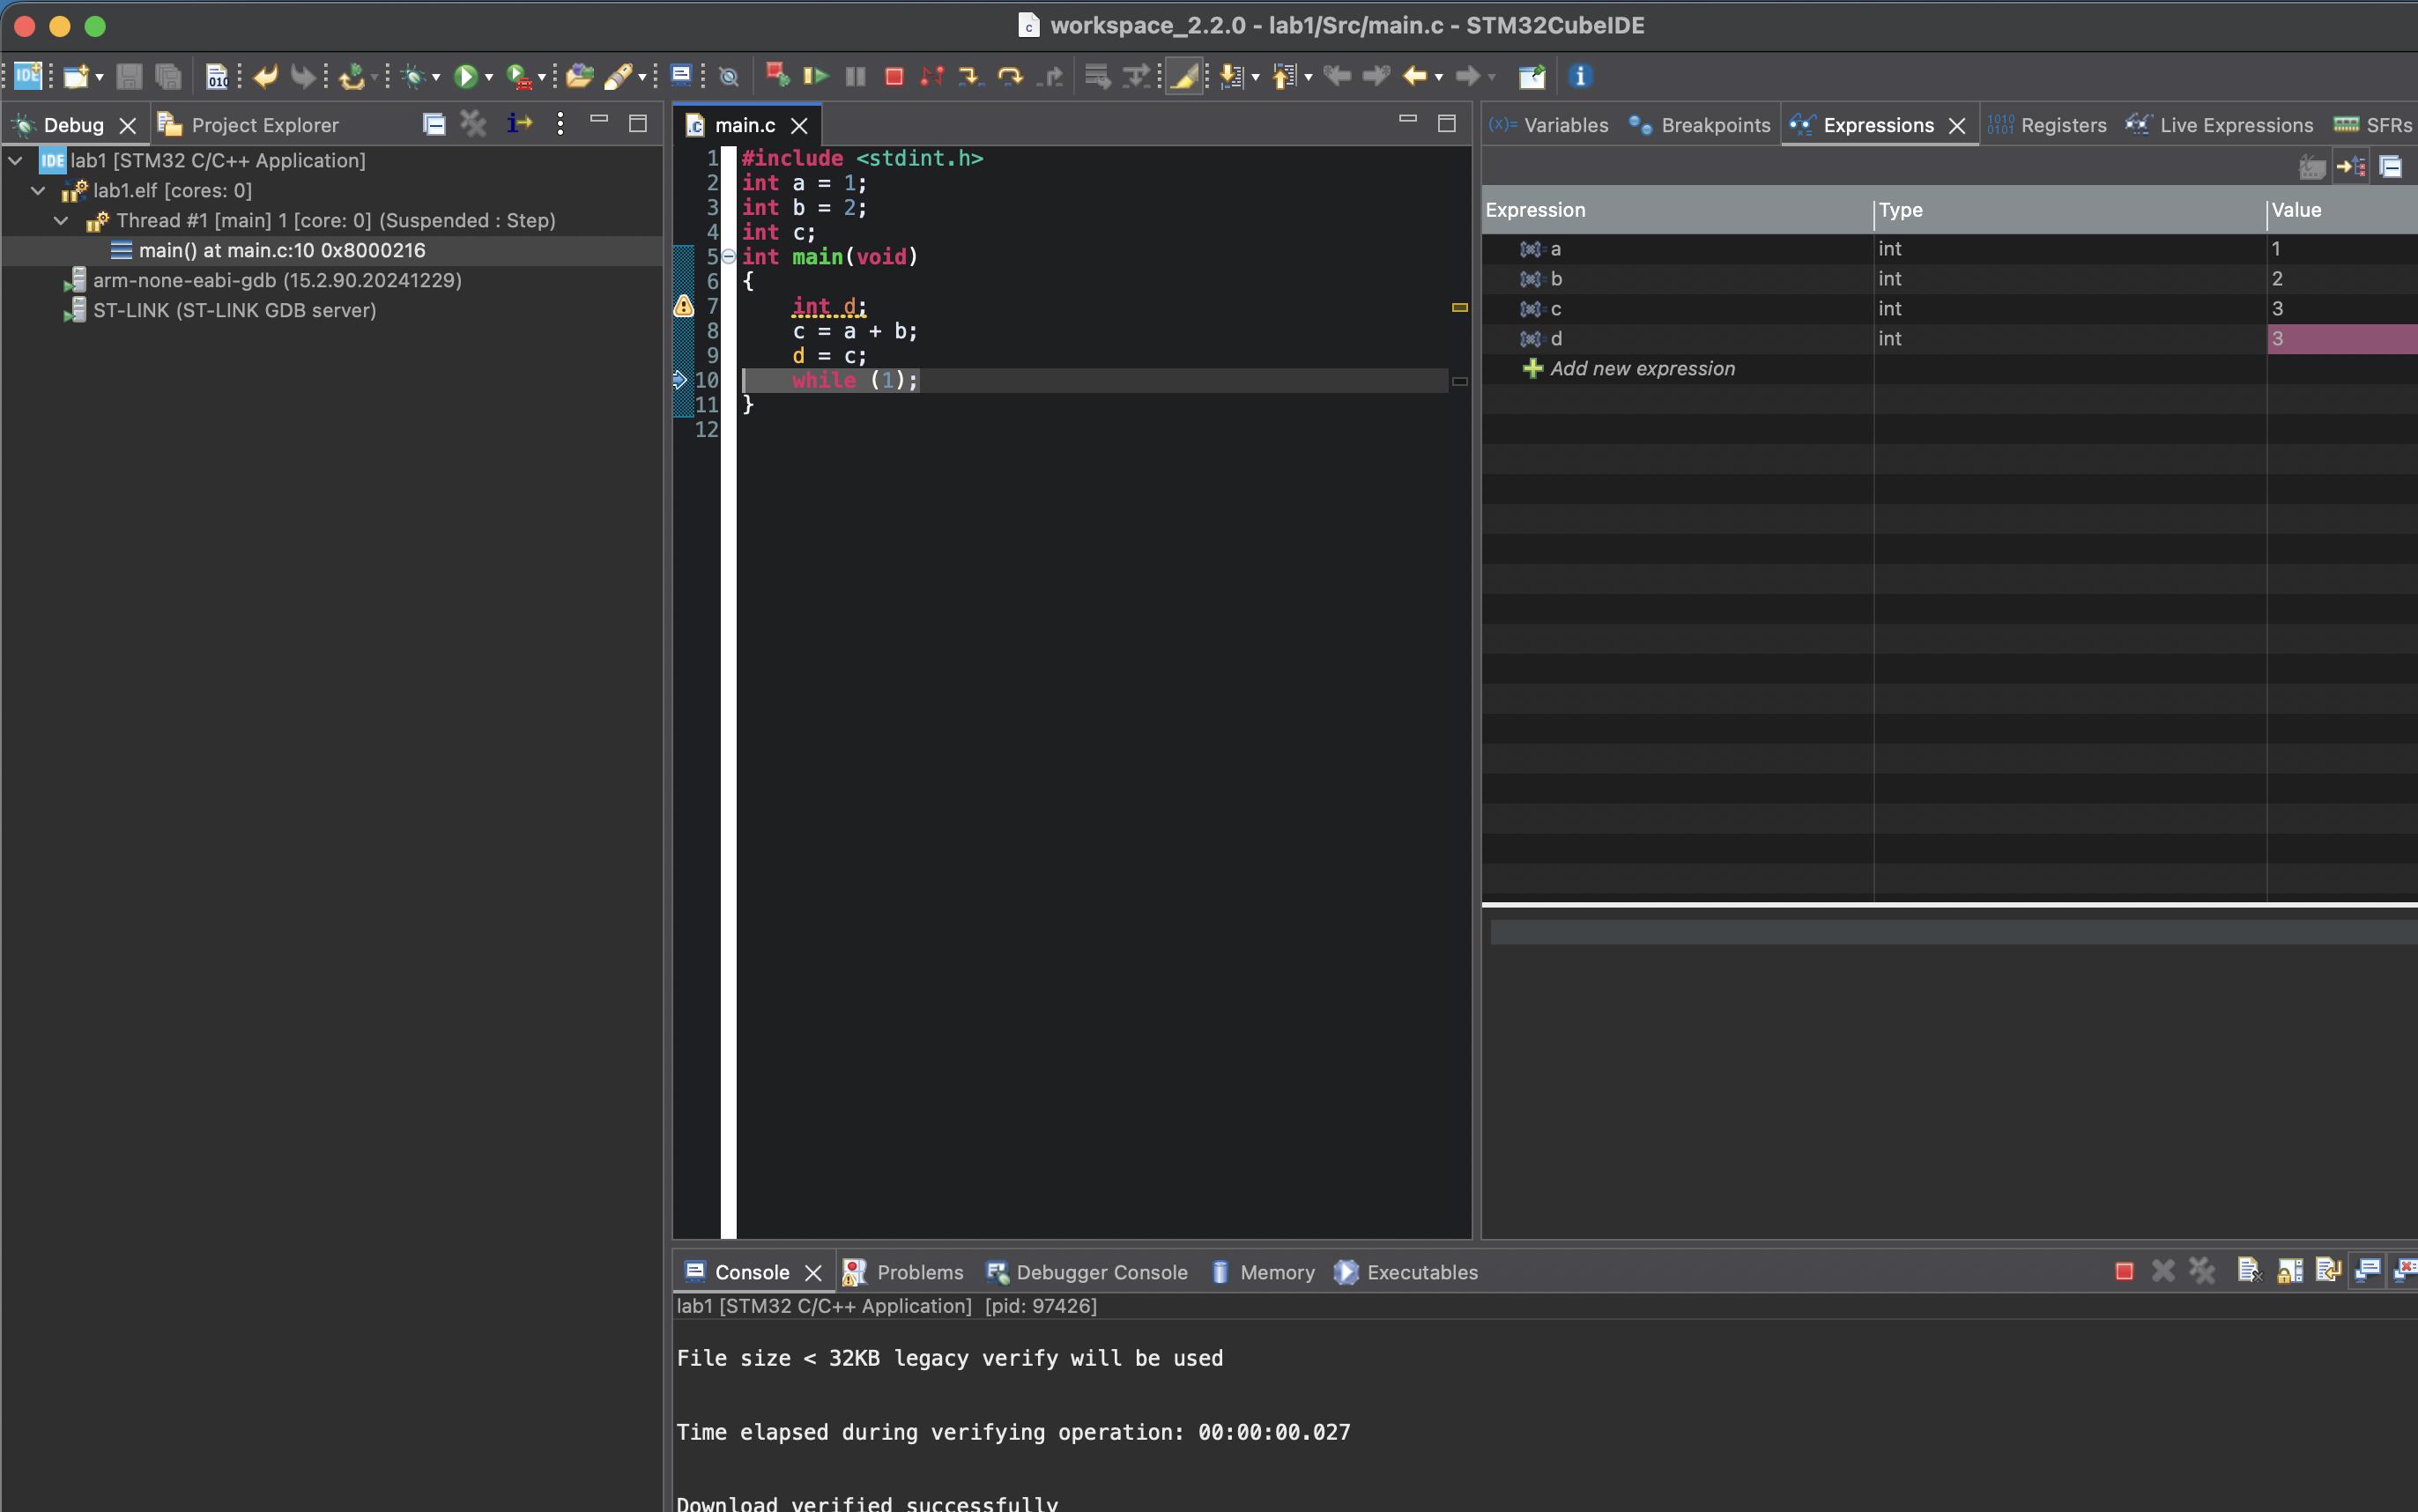 workspace_2.2.0 - lab1/Src/main.c - STM32CubeIDE
Debug
Project Explorer
lab1 [STM32 C/C++ Application]
lab1.elf [cores: 0]
Thread #1 [main] 1 [core: 0] (Suspended : Step)
main() at main.c:10 0x8000216
arm-none-eabi-gdb (15.2.90.20241229)
ST-LINK (ST-LINK GDB server)
main.c
1 #include <stdint.h>
2 int a = 1;
3 int b = 2;
4 int c;
5 int main(void)
6 {
7 int d;
8 c = a + b;
9 d = c;
10 while (1);
11 }
12
Variables
Breakpoints
Expressions
Registers
Live Expressions
SFRs
Expression Type Value
a int 1
b int 2
c int 3
d int 3
Add new expression
Console
Problems
Debugger Console
Memory
Executables
lab1 [STM32 C/C++ Application] [pid: 97426]
File size < 32KB legacy verify will be used
Time elapsed during verifying operation: 00:00:00.027
Download verified successfully